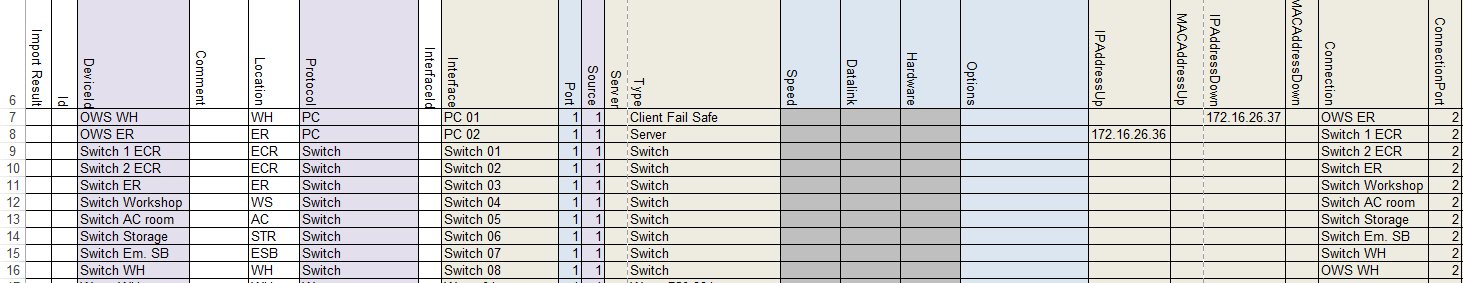 6 Import Result Id DeviceId Comment Location Protocol InterfaceId Interface Port Source Server Type Speed Datalink Hardware Options IPAddressUp MACAddressUp IPAddressDown MACAddressDown Connection ConnectionPort
7 OWS WH WH PC PC 01 1 1 Client Fail Safe 172.16.26.37 OWS ER 2
8 OWS ER ER PC PC 02 1 1 Server 172.16.26.36 Switch 1 ECR 2
9 Switch 1 ECR ECR Switch Switch 01 1 1 Switch Switch 2 ECR 2
10 Switch 2 ECR ECR Switch Switch 02 1 1 Switch Switch ER 2
11 Switch ER ER Switch Switch 03 1 1 Switch Switch Workshop 2
12 Switch Workshop WS Switch Switch 04 1 1 Switch Switch AC room 2
13 Switch AC room AC Switch Switch 05 1 1 Switch Switch Storage 2
14 Switch Storage STR Switch Switch 06 1 1 Switch Switch Em. SB 2
15 Switch Em. SB ESB Switch Switch 07 1 1 Switch Switch WH 2
16 Switch WH WH Switch Switch 08 1 1 Switch OWS WH 2